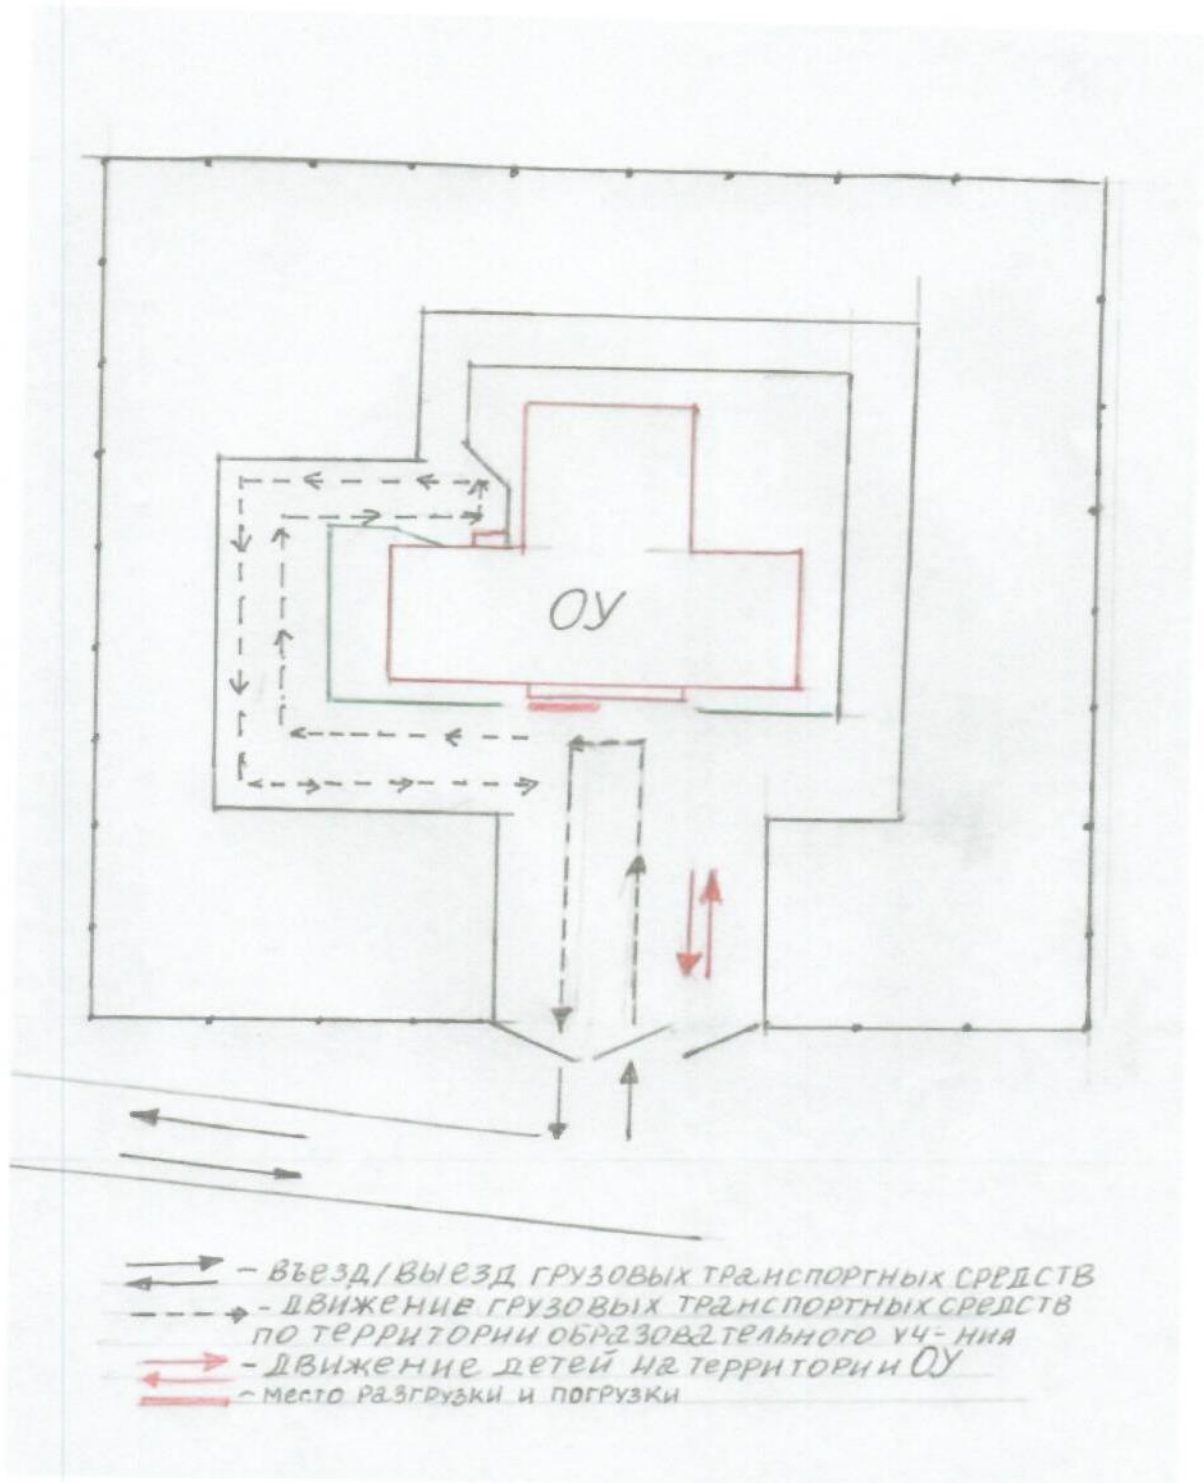 ОУ
- ВЪЕЗД/ВЫЕЗД ГРУЗОВЫХ ТРАНСПОРТНЫХ СРЕДСТВ
- ДВИЖЕНИЕ ГРУЗОВЫХ ТРАНСПОРТНЫХ СРЕДСТВ
ПО ТЕРРИТОРИИ ОБРАЗОВАТЕЛЬНОГО УЧ-НИЯ
- ДВИЖЕНИЕ ДЕТЕЙ НА ТЕРРИТОРИИ ОУ
- МЕСТО РАЗГРУЗКИ И ПОГРУЗКИ